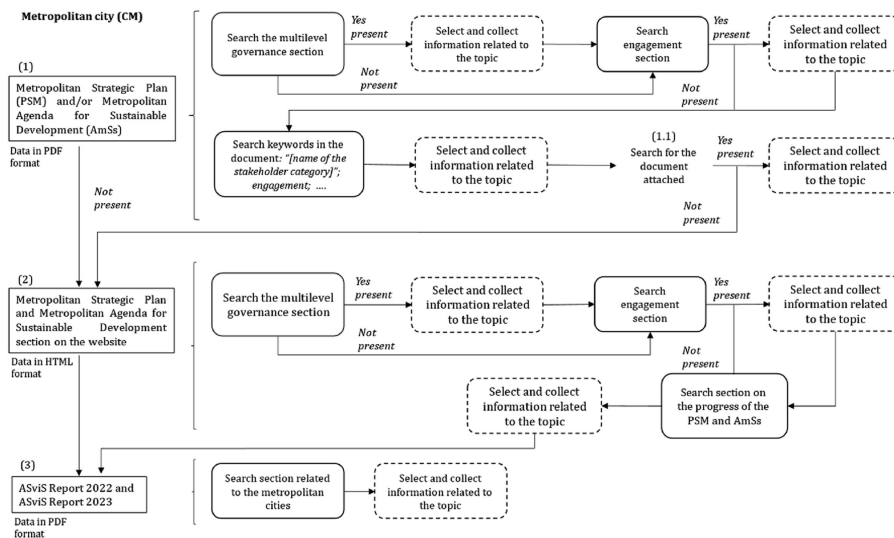 Metropolitan city (CM)
(1)
Metropolitan Strategic Plan
(PSM) and/or Metropolitan
Agenda for Sustainable
Development (AmSs)
Data in PDF
format
Not
present
Search the multilevel
governance section
Yes
present
Not
present
Select and collect
information related to
the topic
Search
engagement
section
Yes
present
Not
present
Select and collect
information related
to the topic
Search keywords in the
document: "[name of the
stakeholder category]";
engagement; ....
Select and collect
information related
to the topic
(1.1)
Search for the
document
attached
Yes
present
Not
present
Select and collect
information related
to the topic
(2)
Metropolitan Strategic Plan
and Metropolitan Agenda for
Sustainable Development
section on the website
Data in HTML
format
Search the multilevel
governance section
Yes
present
Not
present
Select and collect
information related
to the topic
Search
engagement
section
Yes
present
Not
present
Select and collect
information related
to the topic
Search section on
the progress of the
PSM and AmSs
Select and collect
information related
to the topic
(3)
ASviS Report 2022 and
ASviS Report 2023
Data in PDF
format
Search section related
to the metropolitan
cities
Select and collect
information related to
the topic